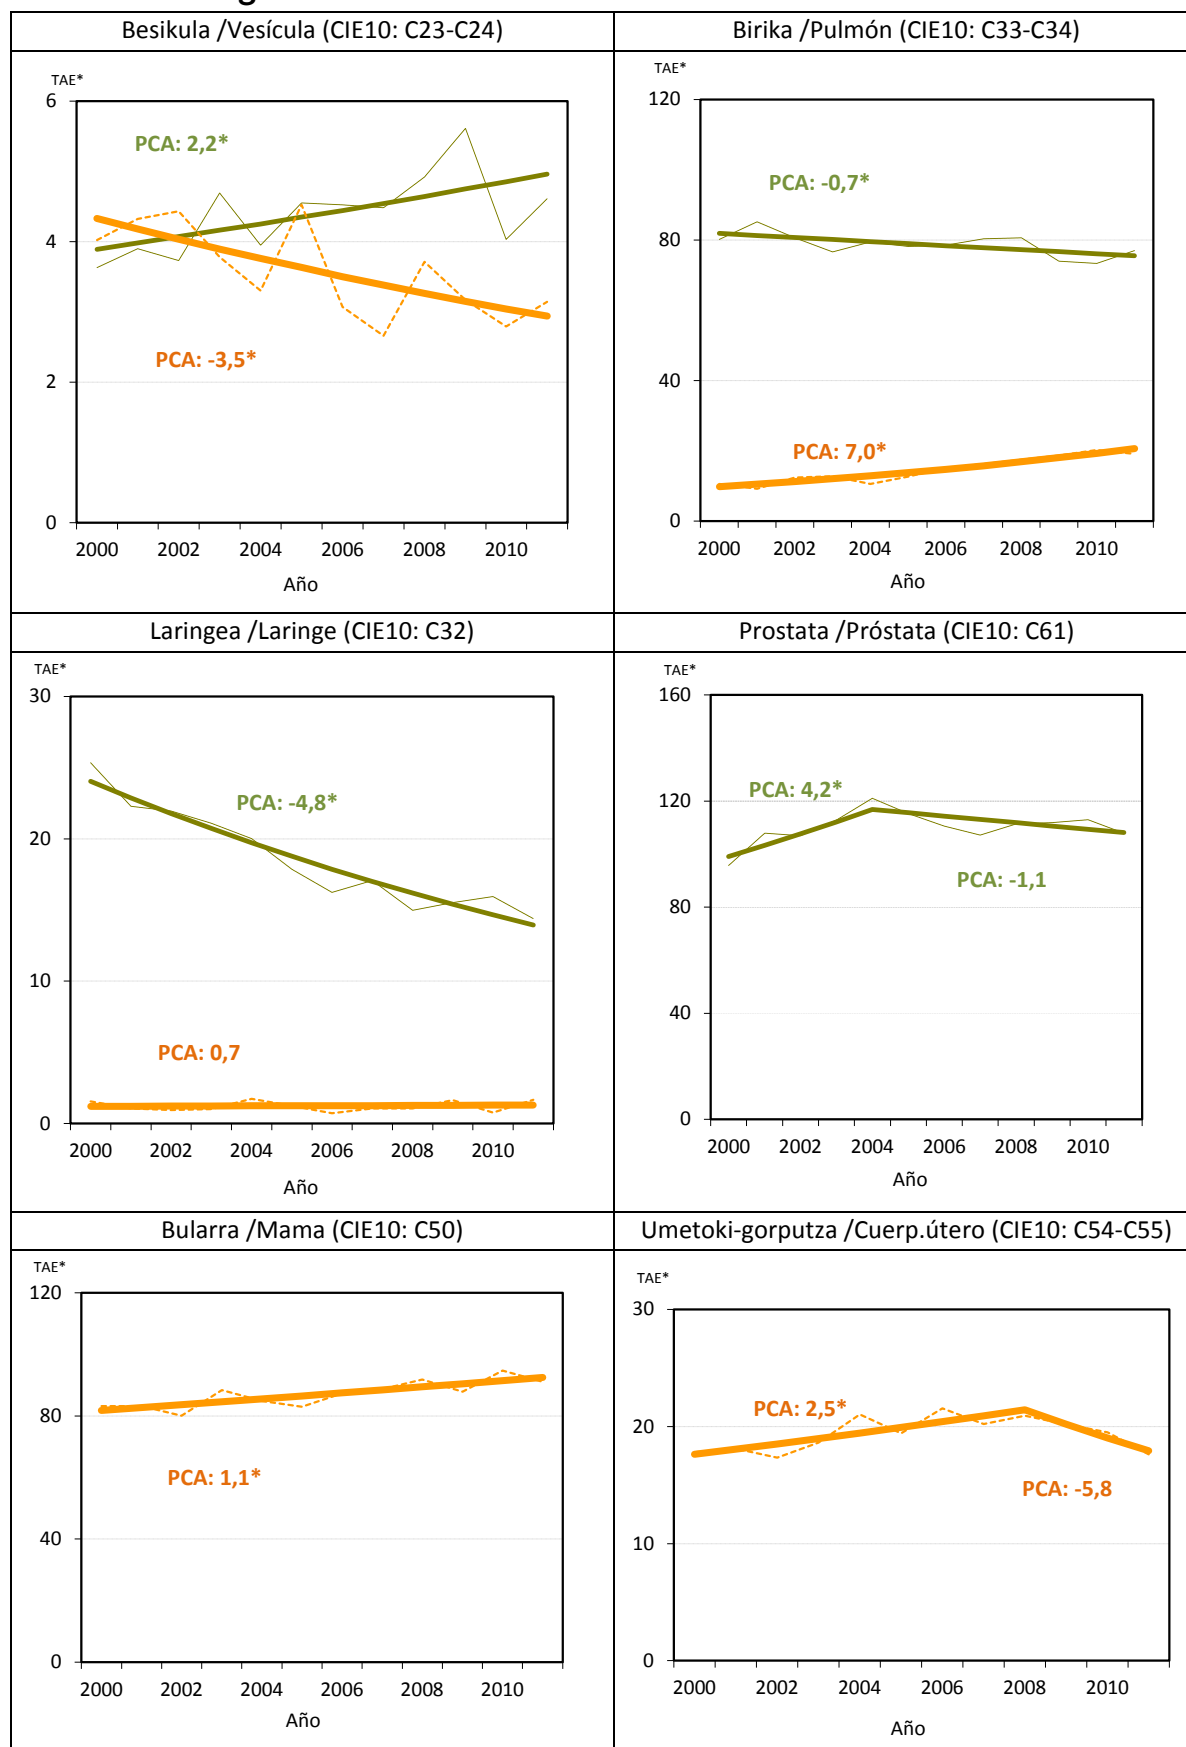 Besikula /Vesícula (CIE10: C23-C24)
TAE*
6
PCA: 2,2*
4
PCA: -3,5*
2
0
2000 2002 2004 2006 2008 2010
Año
Birika /Pulmón (CIE10: C33-C34)
TAE*
120
PCA: -0,7*
80
40
PCA: 7,0*
0
2000 2002 2004 2006 2008 2010
Año
Laringea /Laringe (CIE10: C32)
TAE*
30
PCA: -4,8*
20
10
PCA: 0,7
0
2000 2002 2004 2006 2008 2010
Año
Prostata /Próstata (CIE10: C61)
TAE*
160
PCA: 4,2*
120
PCA: -1,1
80
40
0
2000 2002 2004 2006 2008 2010
Año
Bularra /Mama (CIE10: C50)
TAE*
120
80
PCA: 1,1*
40
0
2000 2002 2004 2006 2008 2010
Año
Umetoki-gorputza /Cuerp.útero (CIE10: C54-C55)
TAE*
30
PCA: 2,5*
20
PCA: -5,8
10
0
2000 2002 2004 2006 2008 2010
Año